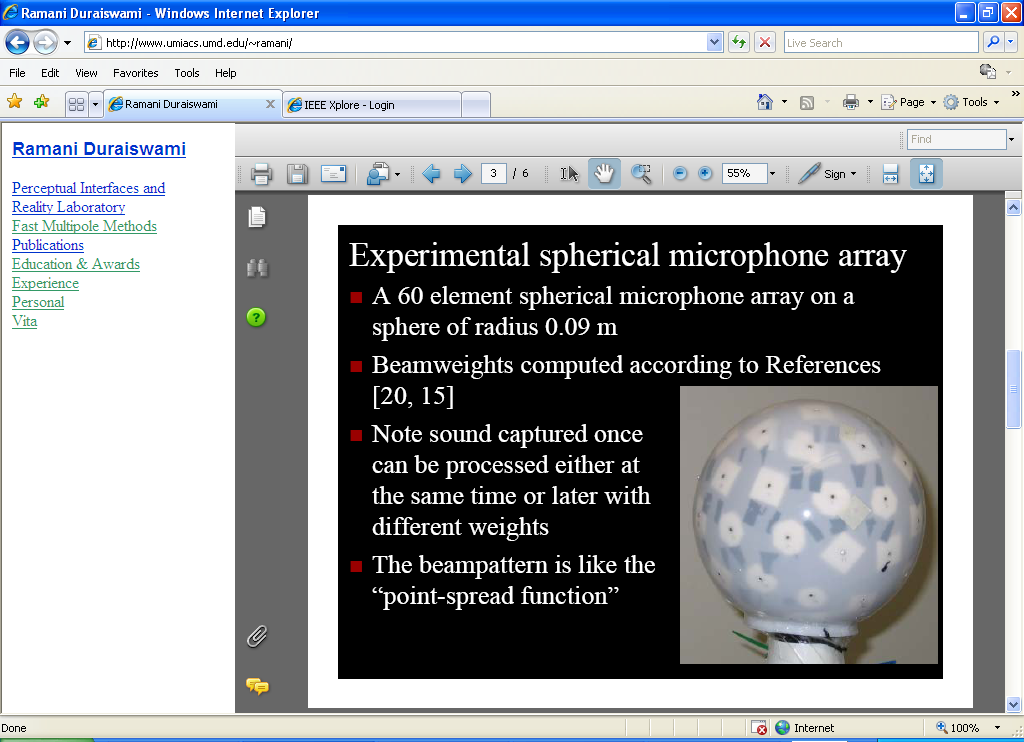 Ramani Duraiswami - Windows Internet Explorer
http://www.umiacs.umd.edu/~ramani/
Live Search
File Edit View Favorites Tools Help
Ramani Duraiswami
IEEE Xplore - Login
Page
Tools
Ramani Duraiswami
Perceptual Interfaces and
Reality Laboratory
Fast Multipole Methods
Publications
Education & Awards
Experience
Personal
Vita
Find
3 / 6
55%
Sign
Experimental spherical microphone array
A 60 element spherical microphone array on a
sphere of radius 0.09 m
Beamweights computed according to References
[20, 15]
Note sound captured once
can be processed either at
the same time or later with
different weights
The beampattern is like the
“point-spread function”
Done
Internet
100%